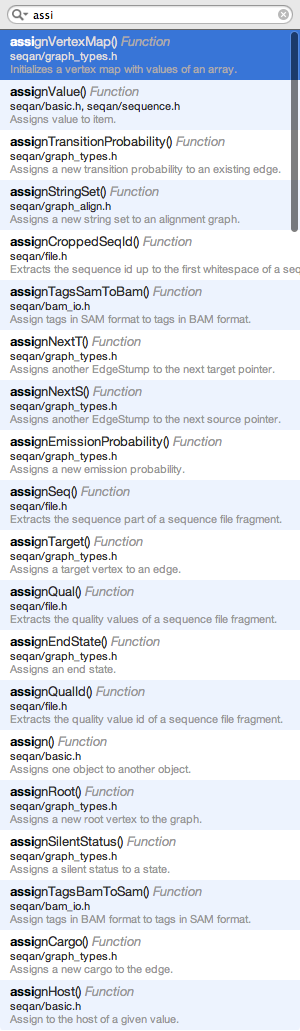 assi
assignVertexMap() Function
seqan/graph_types.h
Initializes a vertex map with values of an array.
assignValue() Function
seqan/basic.h, seqan/sequence.h
Assigns value to item.
assignTransitionProbability() Function
seqan/graph_types.h
Assigns a new transition probability to an existing edge.
assignStringSet() Function
seqan/graph_align.h
Assigns a new string set to an alignment graph.
assignCroppedSeqId() Function
seqan/file.h
Extracts the sequence id up to the first whitespace of a seq
assignTagsSamToBam() Function
seqan/bam_io.h
Assign tags in SAM format to tags in BAM format.
assignNextT() Function
seqan/graph_types.h
Assigns another EdgeStump to the next target pointer.
assignNextS() Function
seqan/graph_types.h
Assigns another EdgeStump to the next source pointer.
assignEmissionProbability() Function
seqan/graph_types.h
Assigns a new emission probability.
assignSeq() Function
seqan/file.h
Extracts the sequence part of a sequence file fragment.
assignTarget() Function
seqan/graph_types.h
Assigns a target vertex to an edge.
assignQual() Function
seqan/file.h
Extracts the quality values of a sequence file fragment.
assignEndState() Function
seqan/graph_types.h
Assigns an end state.
assignQualId() Function
seqan/file.h
Extracts the quality value id of a sequence file fragment.
assign() Function
seqan/basic.h
Assigns one object to another object.
assignRoot() Function
seqan/graph_types.h
Assigns a new root vertex to the graph.
assignSilentStatus() Function
seqan/graph_types.h
Assigns a silent status to a state.
assignTagsBamToSam() Function
seqan/bam_io.h
Assign tags in BAM format to tags in SAM format.
assignCargo() Function
seqan/graph_types.h
Assigns a new cargo to the edge.
assignHost() Function
seqan/basic.h
Assign to the host of a given value.